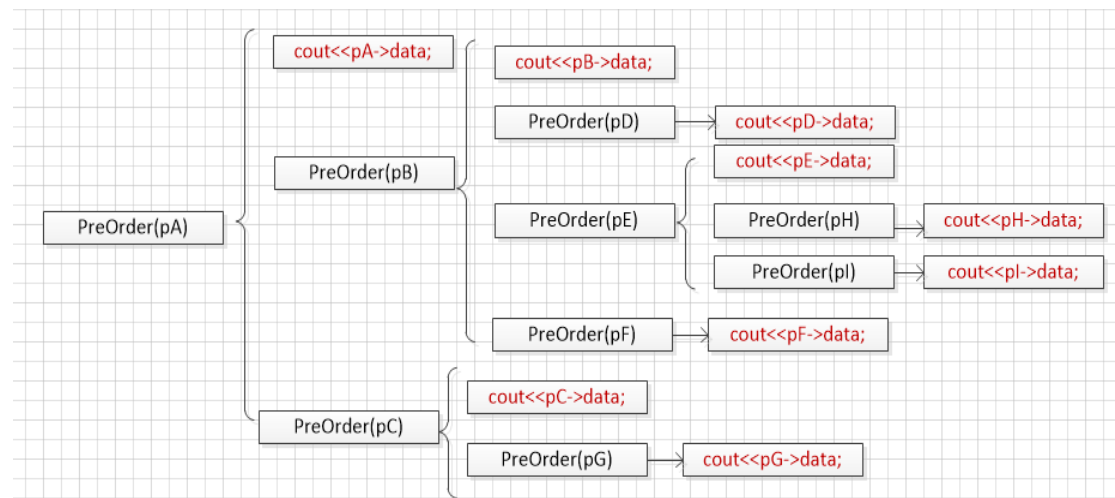 cout<<pA->data;
cout<<pB->data;
PreOrder(pD)
cout<<pD->data;
cout<<pE->data;
PreOrder(pB)
PreOrder(pE)
PreOrder(pH)
cout<<pH->data;
PreOrder(pA)
PreOrder(pI)
cout<<pI->data;
PreOrder(pF)
cout<<pF->data;
cout<<pC->data;
PreOrder(pC)
PreOrder(pG)
cout<<pG->data;